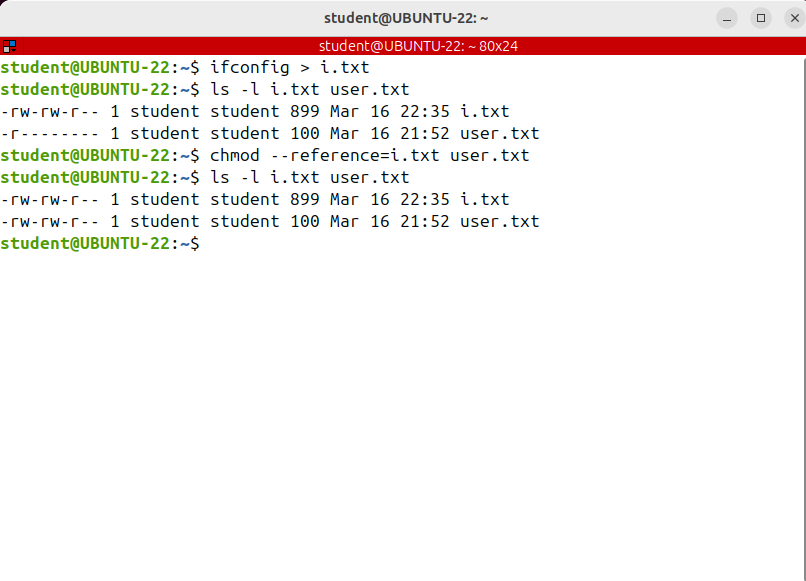 student@UBUNTU-22: ~
student@UBUNTU-22: ~ 80x24
student@UBUNTU-22:~$ ifconfig > i.txt
student@UBUNTU-22:~$ ls -l i.txt user.txt
-rw-rw-r-- 1 student student 899 Mar 16 22:35 i.txt
-r-------- 1 student student 100 Mar 16 21:52 user.txt
student@UBUNTU-22:~$ chmod --reference=i.txt user.txt
student@UBUNTU-22:~$ ls -l i.txt user.txt
-rw-rw-r-- 1 student student 899 Mar 16 22:35 i.txt
-rw-rw-r-- 1 student student 100 Mar 16 21:52 user.txt
student@UBUNTU-22:~$